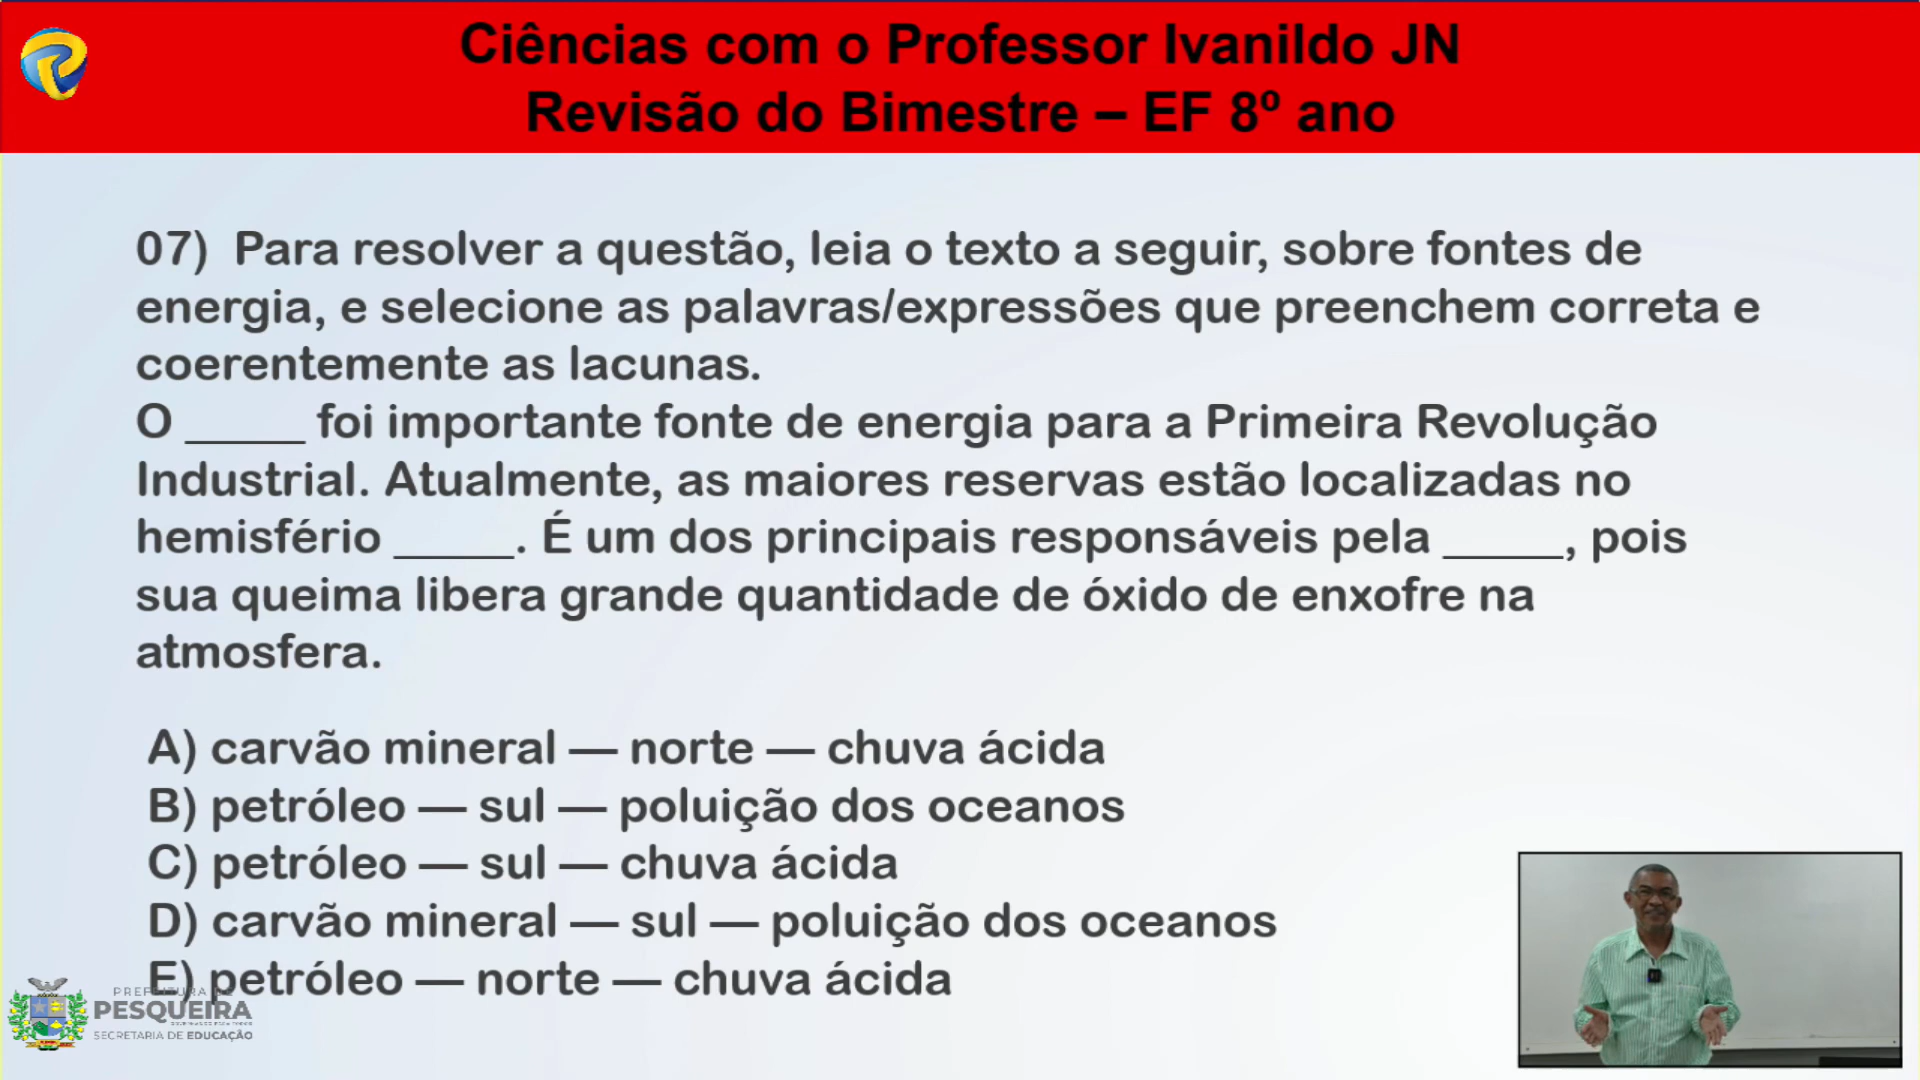 Ciências com o Professor Ivanildo JN
Revisão do Bimestre – EF 8º ano
07) Para resolver a questão, leia o texto a seguir, sobre fontes de
energia, e selecione as palavras/expressões que preenchem correta e
coerentemente as lacunas.
O _____ foi importante fonte de energia para a Primeira Revolução
Industrial. Atualmente, as maiores reservas estão localizadas no
hemisfério _____. É um dos principais responsáveis pela _____, pois
sua queima libera grande quantidade de óxido de enxofre na
atmosfera.
A) carvão mineral — norte — chuva ácida
B) petróleo — sul — poluição dos oceanos
C) petróleo — sul — chuva ácida
D) carvão mineral — sul — poluição dos oceanos
E) petróleo — norte — chuva ácida
PREFEITURA DE
PESQUEIRA
SECRETARIA DE EDUCAÇÃO